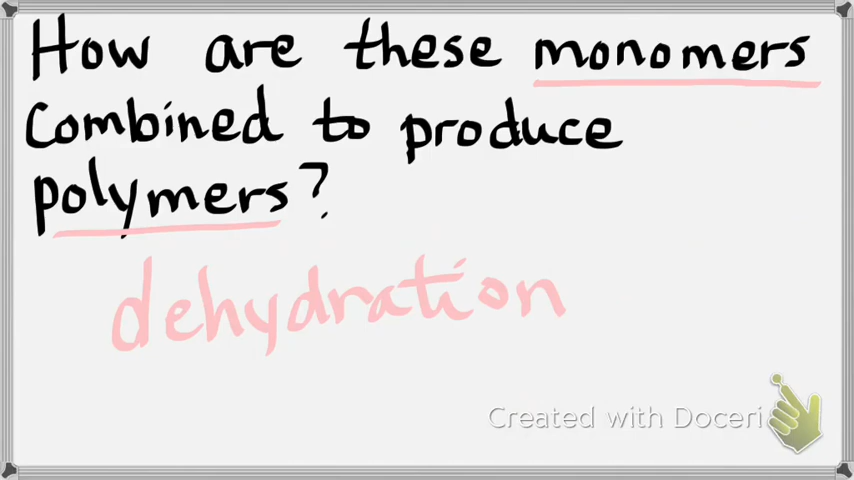 How are these monomers
Combined to produce
polymers?
dehydration
Created with Doceri